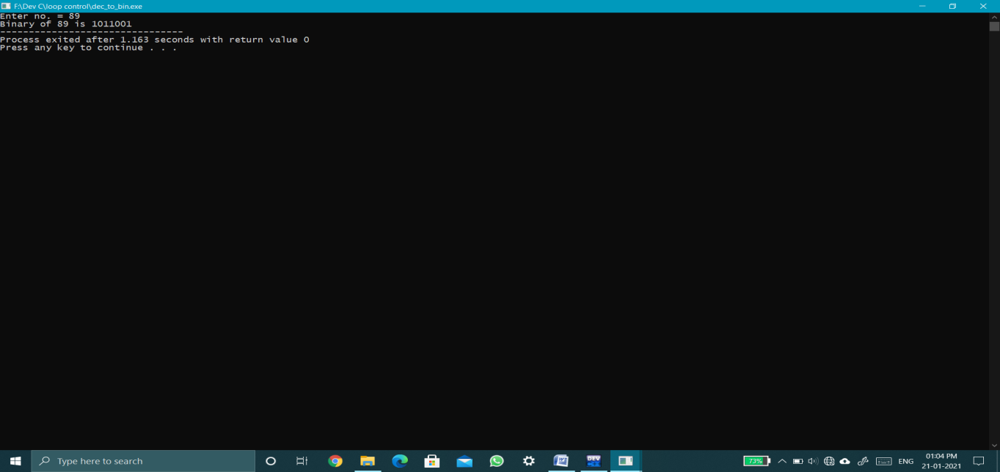 F:\Dev C\loop control\dec_to_bin.exe
Enter no. = 89
Binary of 89 is 1011001
--------------------------------
Process exited after 1.163 seconds with return value 0
Press any key to continue . . .
Type here to search
DEV
73%
ENG
01:04 PM
21-01-2021